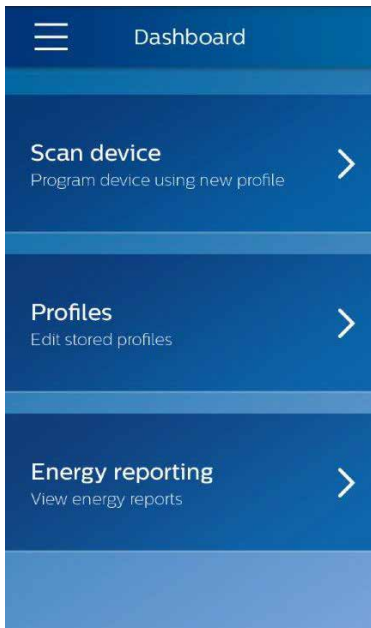 Dashboard
Scan device
Program device using new profile
Profiles
Edit stored profiles
Energy reporting
View energy reports